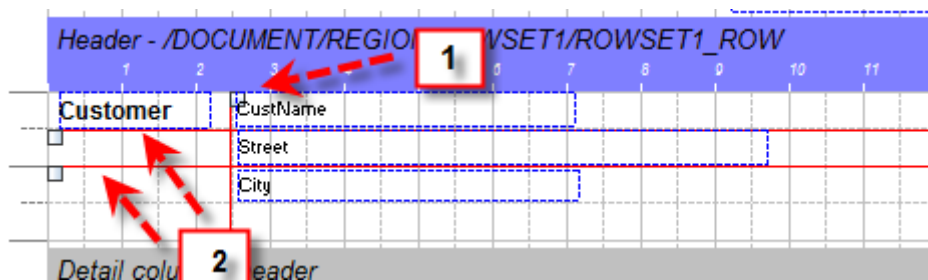 Header - /DOCUMENT/REGIO WSET1/ROWSET1_ROW
1 2 3 4 6 7 8 9 10 11
1
Customer CustName
Street
City
2
Detail colu eader